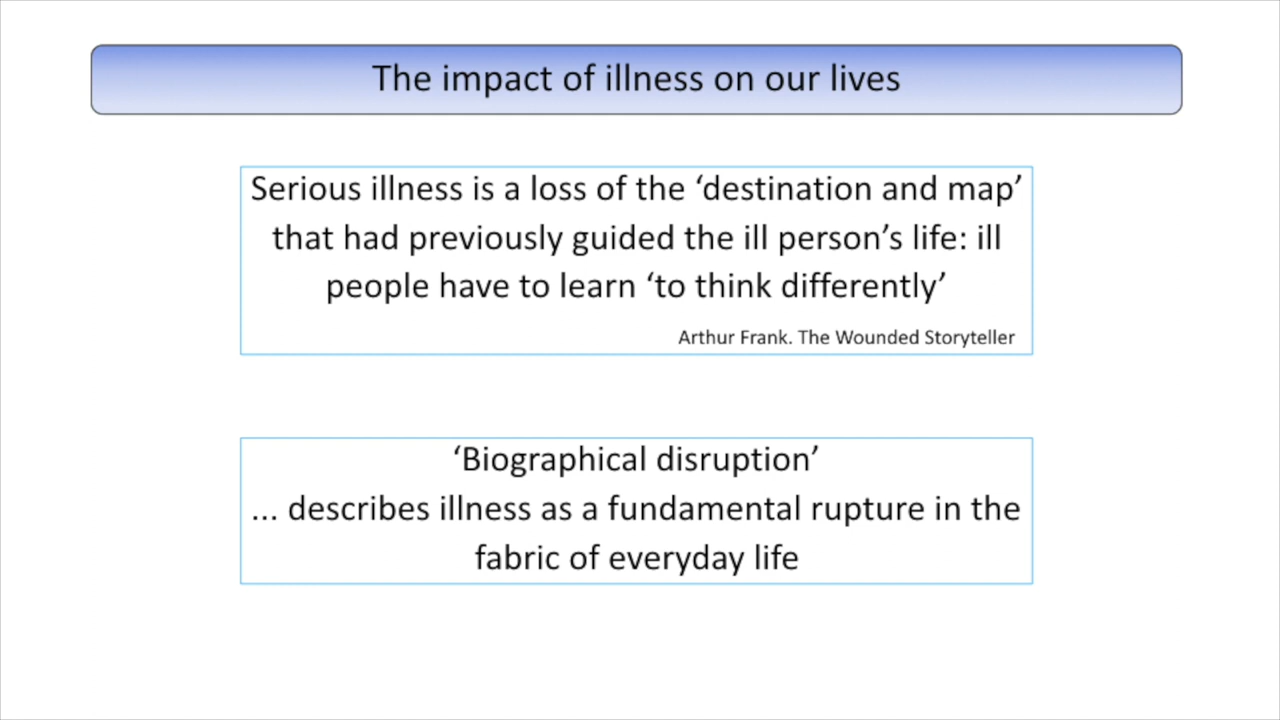 The impact of illness on our lives
Serious illness is a loss of the ‘destination and map’
that had previously guided the ill person’s life: ill
people have to learn ‘to think differently’
Arthur Frank. The Wounded Storyteller
‘Biographical disruption’
... describes illness as a fundamental rupture in the
fabric of everyday life